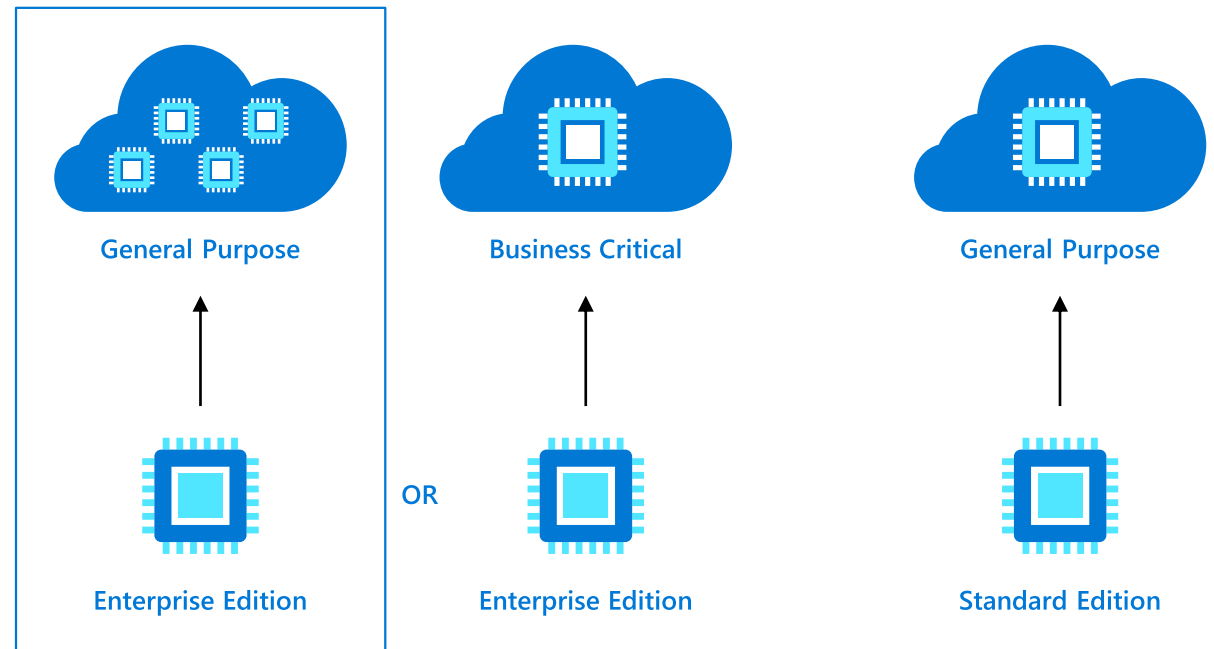 General Purpose
Business Critical
General Purpose
OR
Enterprise Edition
Enterprise Edition
Standard Edition